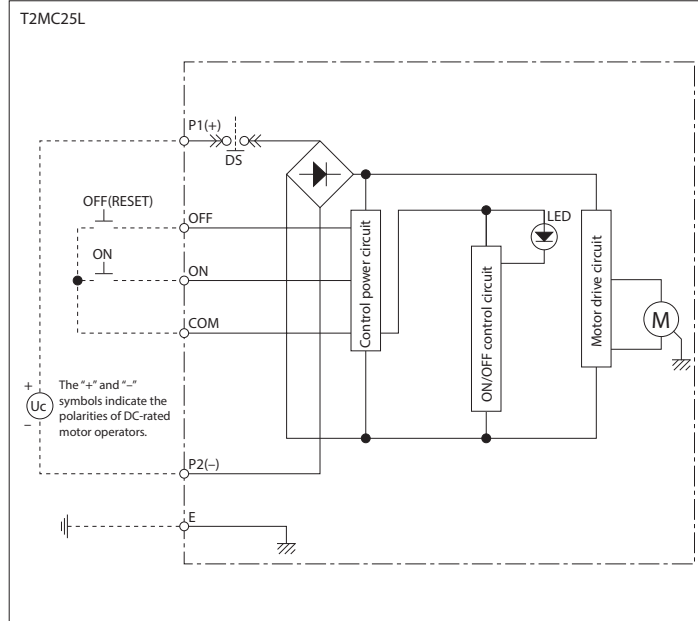 T2MC25L
P1(+)
DS
OFF(RESET)
OFF
ON
ON
COM
LED
Control power circuit
ON/OFF control circuit
Motor drive circuit
M
+
Uc
–
The “+” and “–”
symbols indicate the
polarities of DC-rated
motor operators.
P2(–)
E